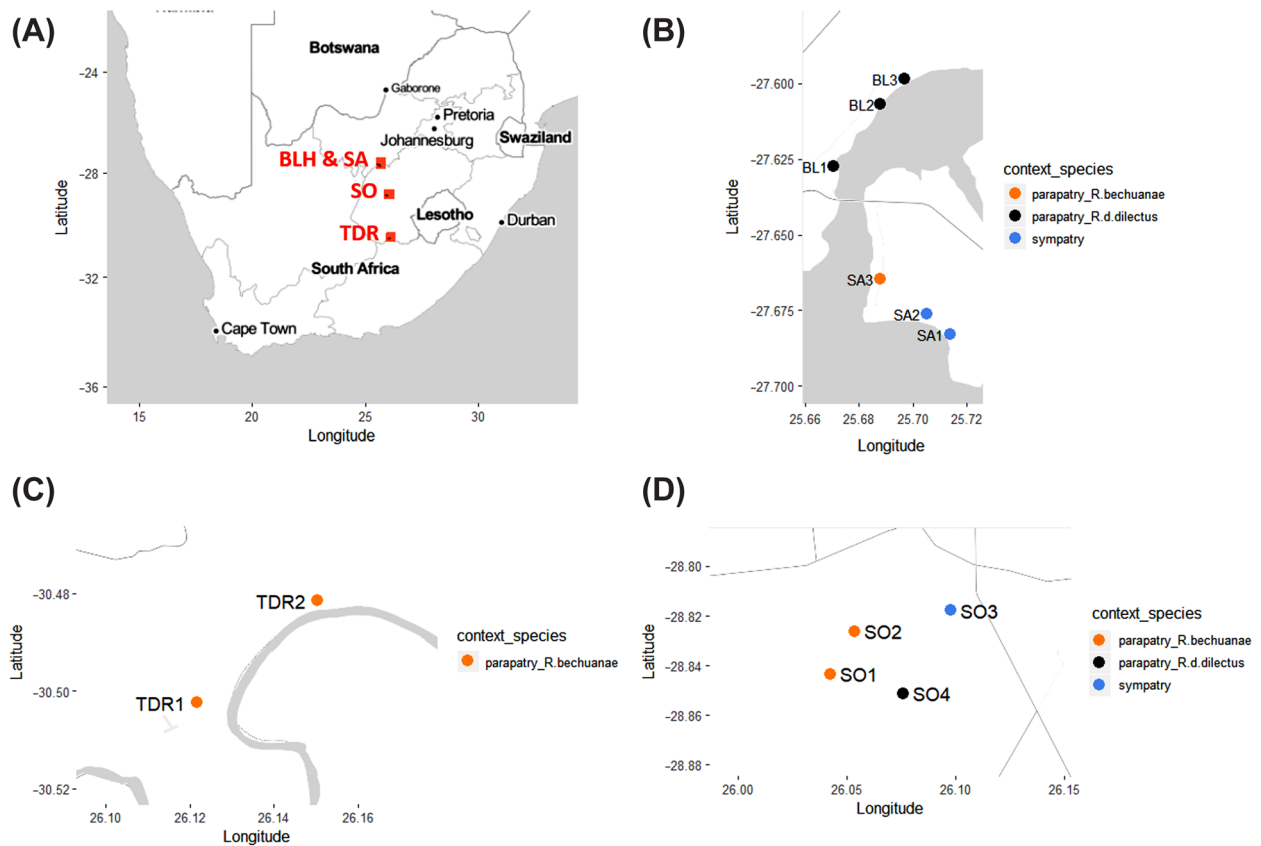 (A)
Botswana
Gaborone
Pretoria
Johannesburg
Swaziland
BLH & SA
SO
Lesotho
TDR
Durban
South Africa
Cape Town
−24
−28
−32
−36
Latitude
15
20
25
30
Longitude
(B)
BL3
BL2
BL1
SA3
SA2
SA1
−27.600
−27.625
−27.650
−27.675
−27.700
Latitude
25.66
25.68
25.70
25.72
Longitude
context_species
parapatry_R.bechuanae
parapatry_R.d.dilectus
sympatry
(C)
TDR2
TDR1
−30.48
−30.50
−30.52
Latitude
26.10
26.12
26.14
26.16
Longitude
context_species
parapatry_R.bechuanae
(D)
SO3
SO2
SO1
SO4
−28.80
−28.82
−28.84
−28.86
−28.88
Latitude
26.00
26.05
26.10
26.15
Longitude
context_species
parapatry_R.bechuanae
parapatry_R.d.dilectus
sympatry